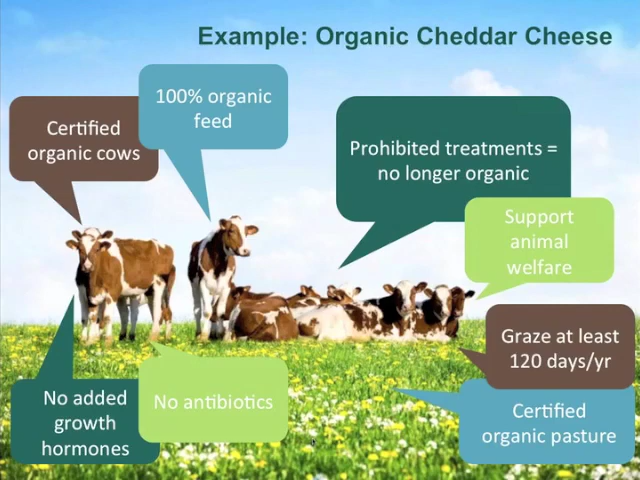 Example: Organic Cheddar Cheese
100% organic
feed
Certified
organic cows
Prohibited treatments =
no longer organic
Support
animal
welfare
Graze at least
120 days/yr
No added
growth
hormones
No antibiotics
Certified
organic pasture